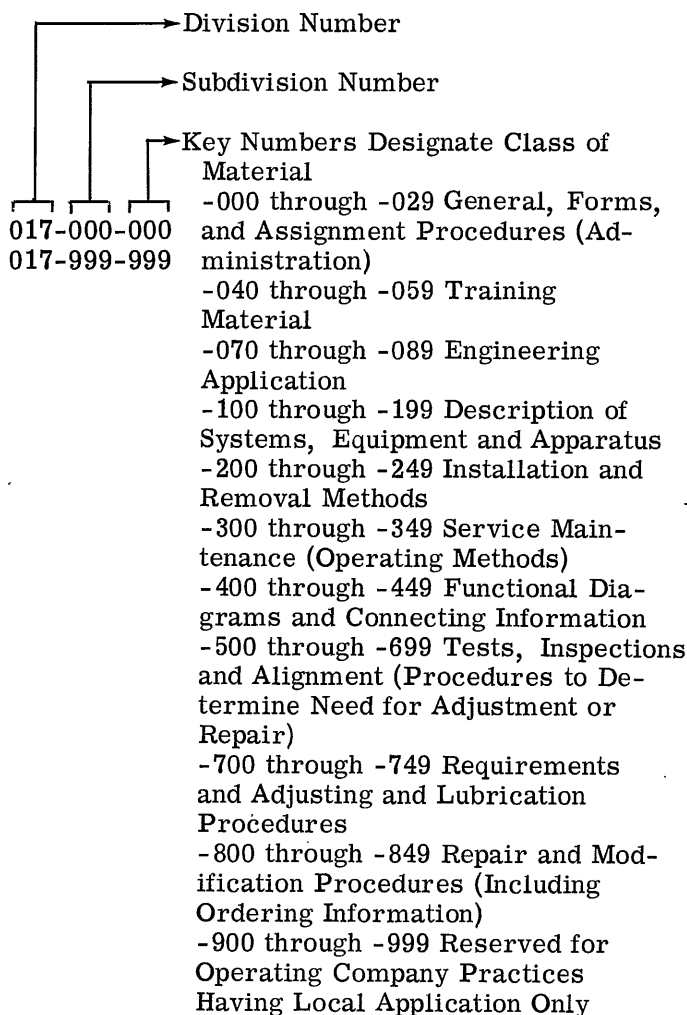 Division Number
Subdivision Number
Key Numbers Designate Class of
Material
-000 through -029 General, Forms,
017-000-000 and Assignment Procedures (Ad-
017-999-999 ministration)
-040 through -059 Training
Material
-070 through -089 Engineering
Application
-100 through -199 Description of
Systems, Equipment and Apparatus
-200 through -249 Installation and
Removal Methods
-300 through -349 Service Main-
tenance (Operating Methods)
-400 through -449 Functional Dia-
grams and Connecting Information
-500 through -699 Tests, Inspections
and Alignment (Procedures to De-
termine Need for Adjustment or
Repair)
-700 through -749 Requirements
and Adjusting and Lubrication
Procedures
-800 through -849 Repair and Mod-
ification Procedures (Including
Ordering Information)
-900 through -999 Reserved for
Operating Company Practices
Having Local Application Only